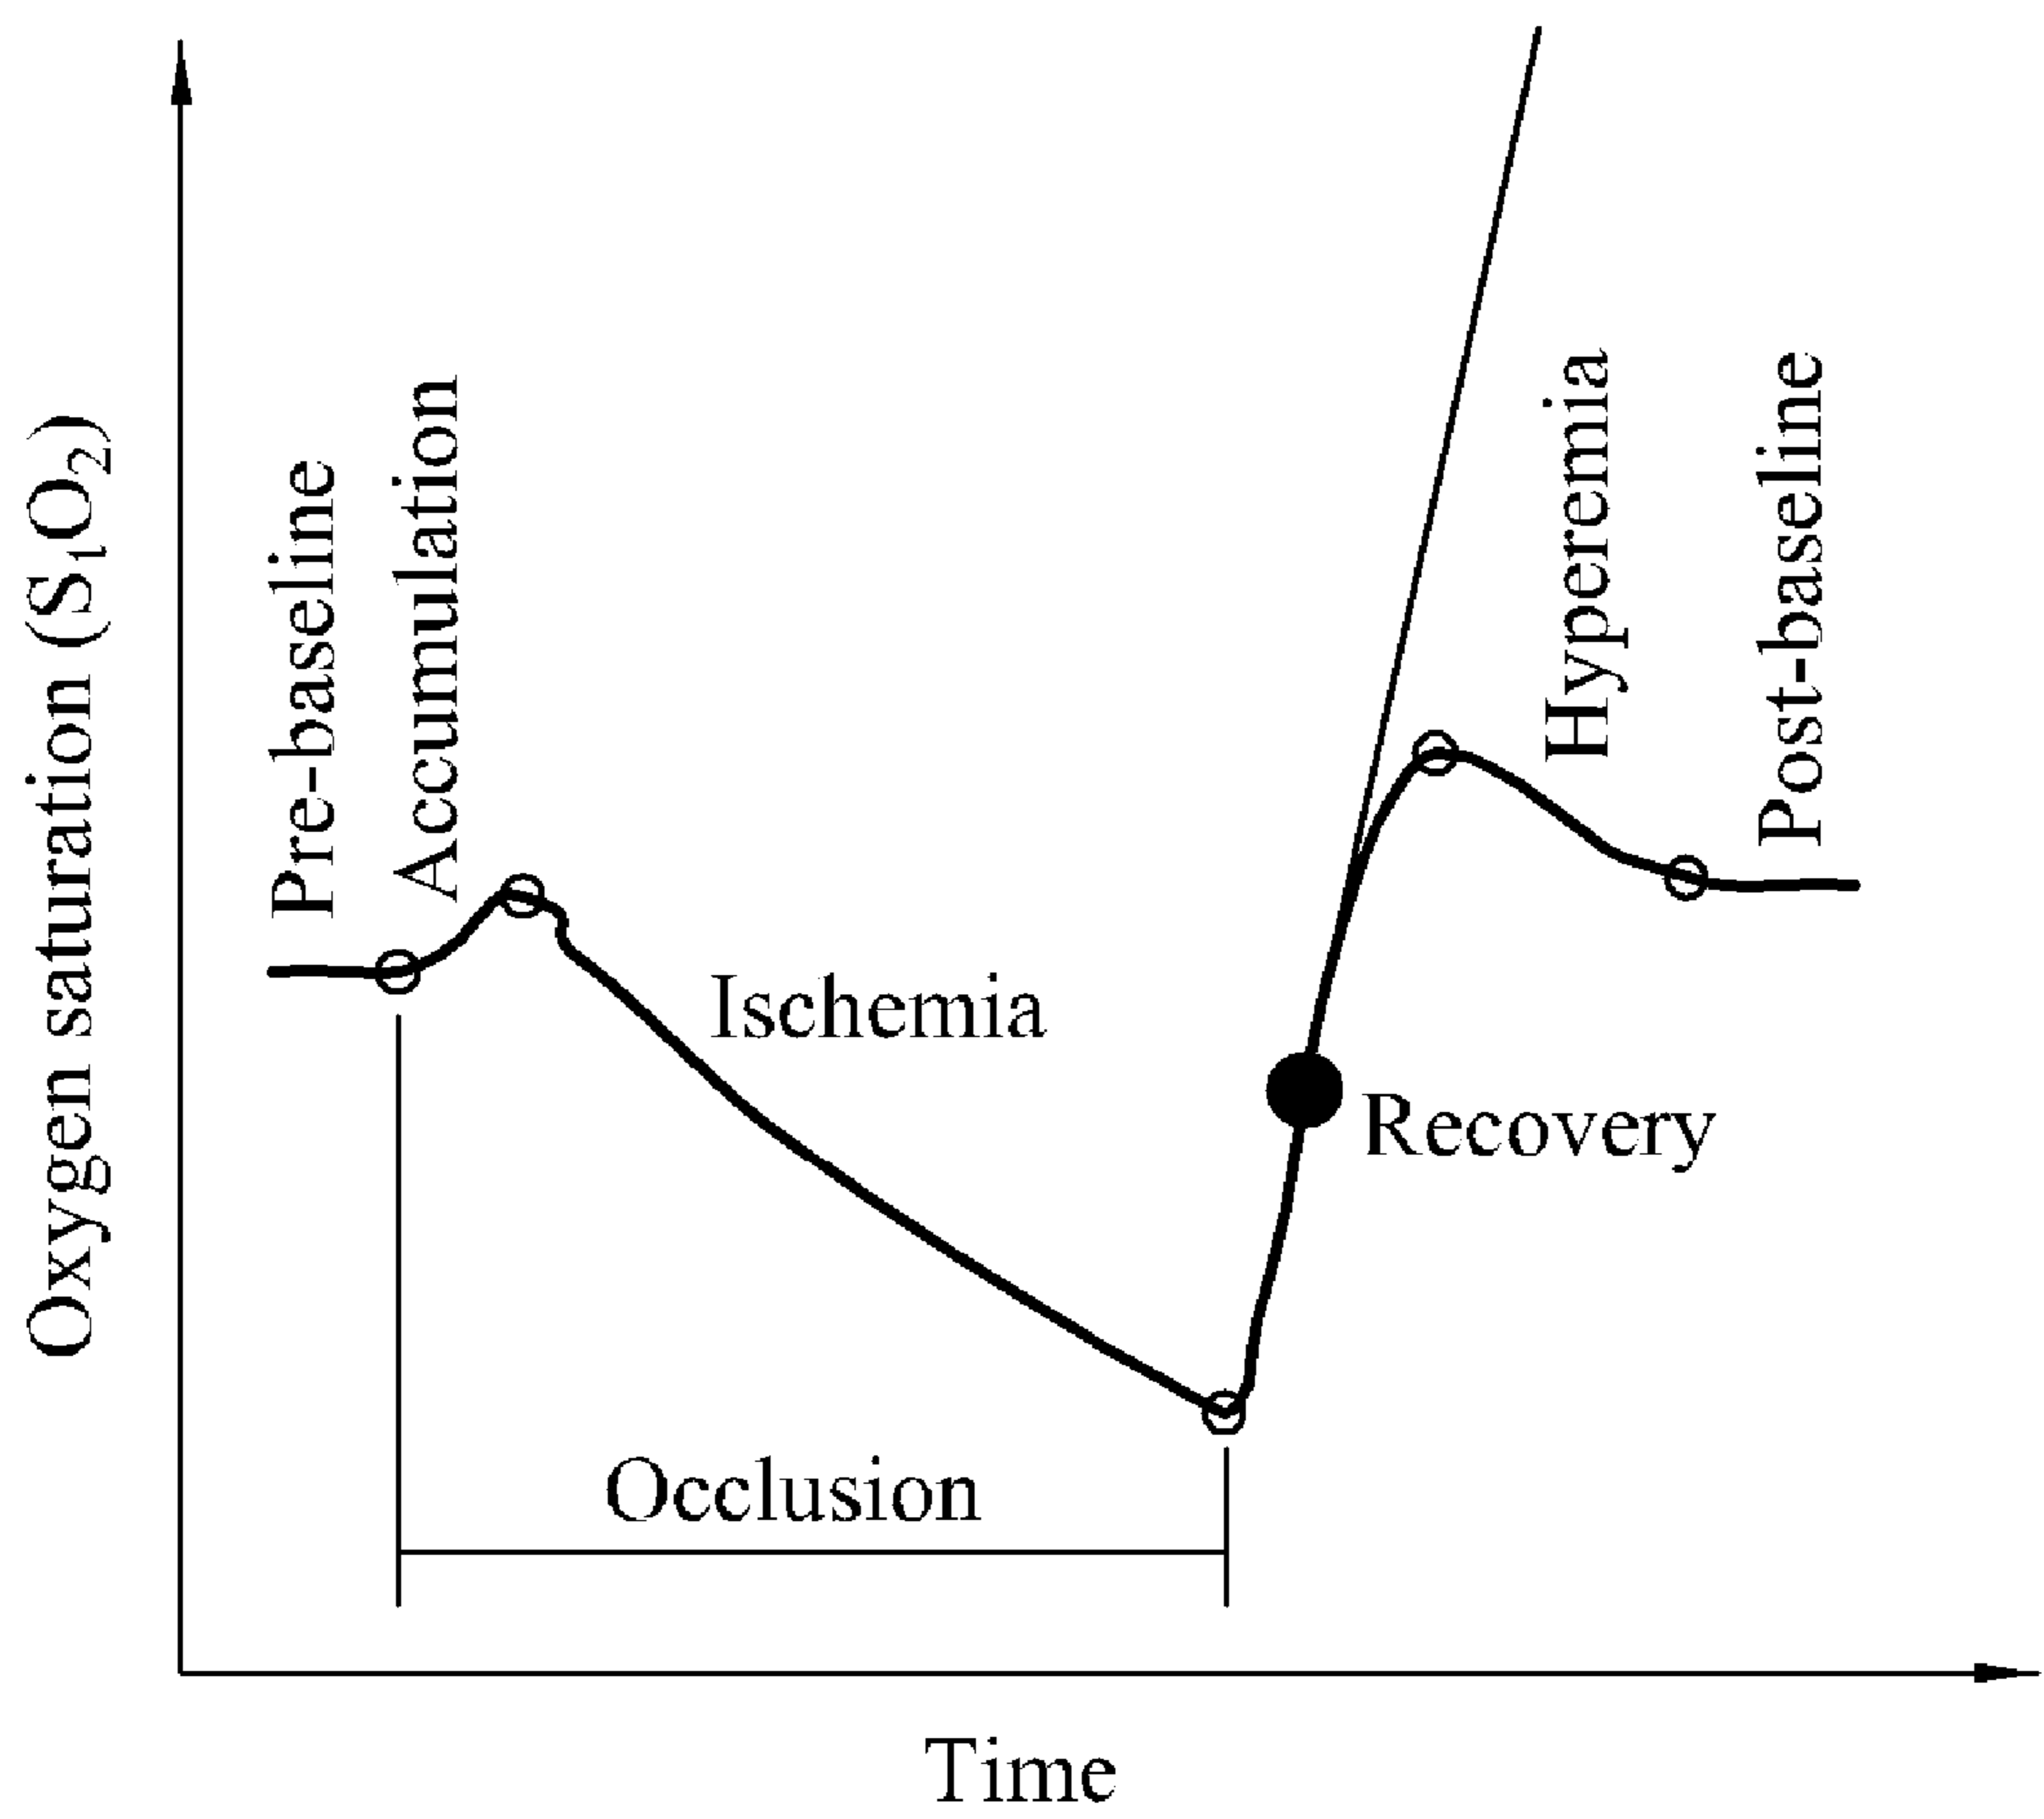 Oxygen saturation (S₁O₂)
Pre-baseline
Accumulation
Ischemia
Occlusion
Recovery
Hyperemia
Post-baseline
Time